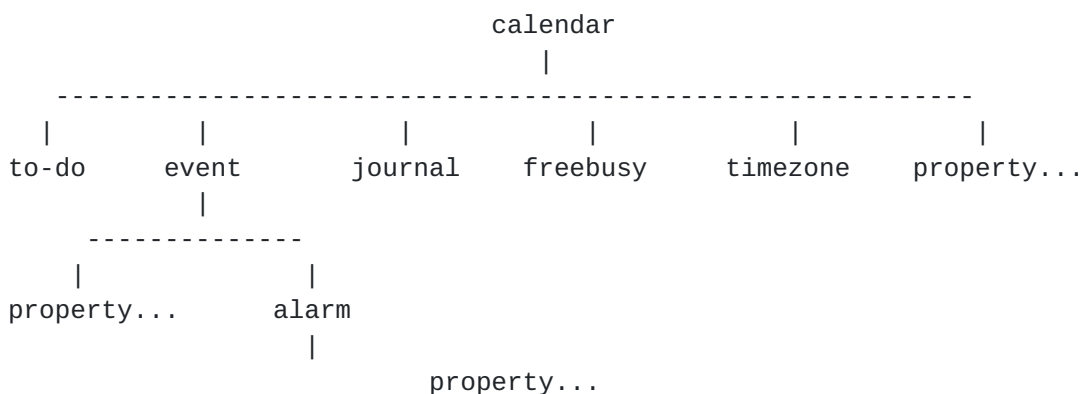 calendar
to-do event journal freebusy timezone property...
property... alarm
property...